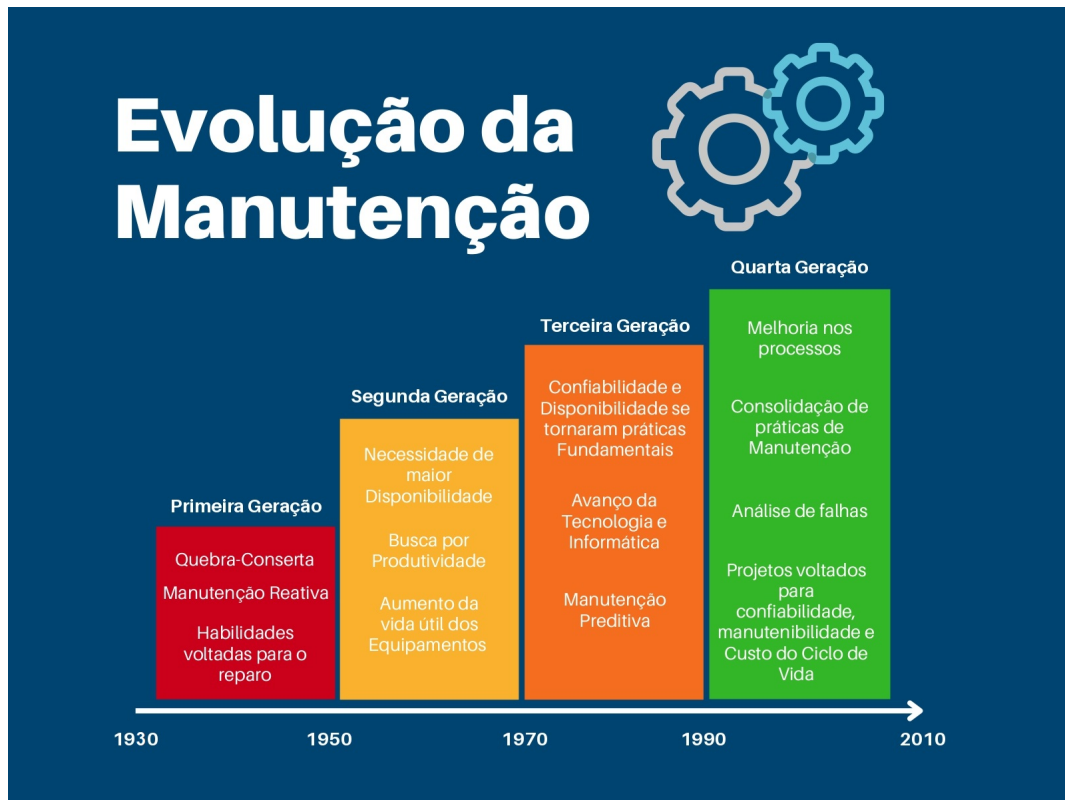 Evolução da
Manutenção
Primeira Geração
Quebra-Conserta
Manutenção Reativa
Habilidades
voltadas para o
reparo
Segunda Geração
Necessidade de
maior
Disponibilidade
Busca por
Produtividade
Aumento da
vida útil dos
Equipamentos
Terceira Geração
Confiabilidade e
Disponibilidade se
tornaram práticas
Fundamentais
Avanço da
Tecnologia e
Informática
Manutenção
Preditiva
Quarta Geração
Melhoria nos
processos
Consolidação de
práticas de
Manutenção
Análise de falhas
Projetos voltados
para
confiabilidade,
manutenibilidade e
Custo do Ciclo de
Vida
1930 1950 1970 1990 2010